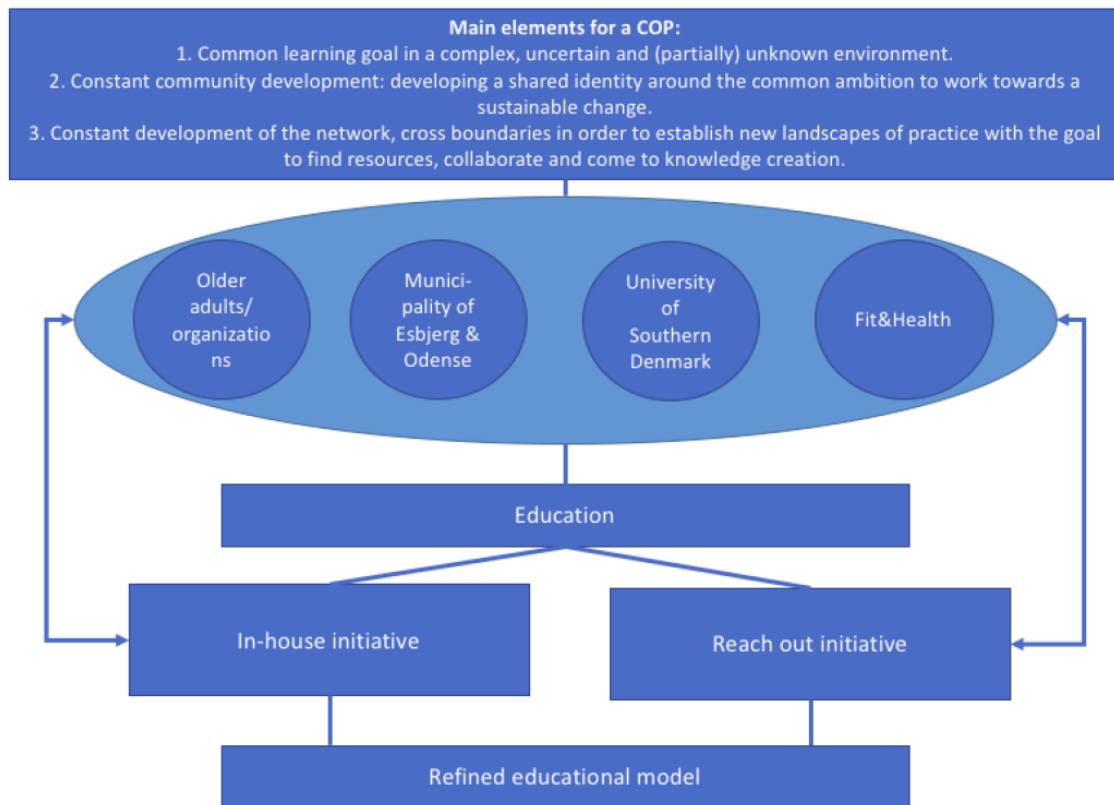 Main elements for a COP:
1. Common learning goal in a complex, uncertain and (partially) unknown environment.
2. Constant community development: developing a shared identity around the common ambition to work towards a
sustainable change.
3. Constant development of the network, cross boundaries in order to establish new landscapes of practice with the goal
to find resources, collaborate and come to knowledge creation.
Older
adults/
organizatio
ns
Munici-
pality of
Esbjerg &
Odense
University
of
Southern
Denmark
Fit&Health
Education
In-house initiative
Reach out initiative
Refined educational model